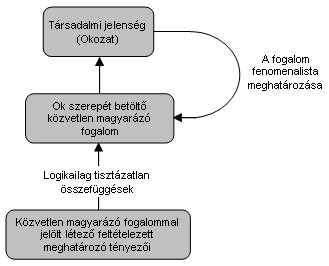 Társadalmi jelenség
(Okozat)
A fogalom
fenomenalista
meghatározása
Ok szerepét betöltő
közvetlen magyarázó
fogalom
Logikailag tisztázatlan
összefüggések
Közvetlen magyarázó fogalommal
jelölt létező feltételezett
meghatározó tényezői